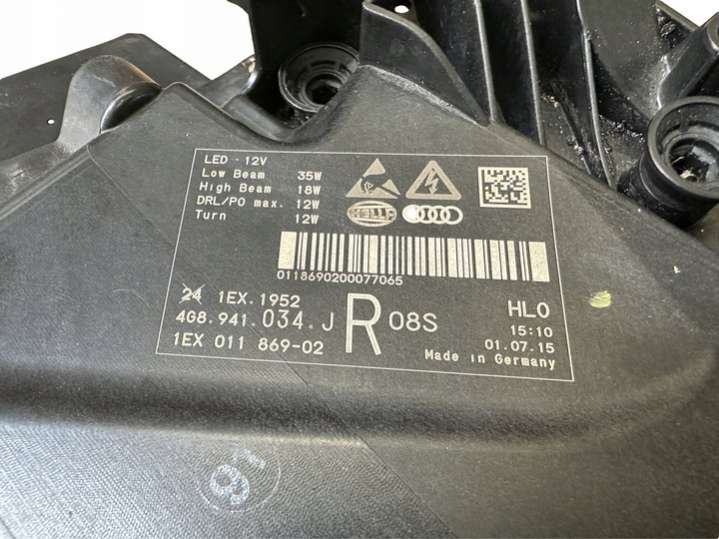 LED - 12V
Low Beam 35W
High Beam 18W
DRL/PO max. 12W
Turn 12W
HELLA
0118690200077065
24 1EX.1952
4G8.941.034.J R 08S
1EX 011 869-02
HL0
15:10
01.07.15
Made in Germany